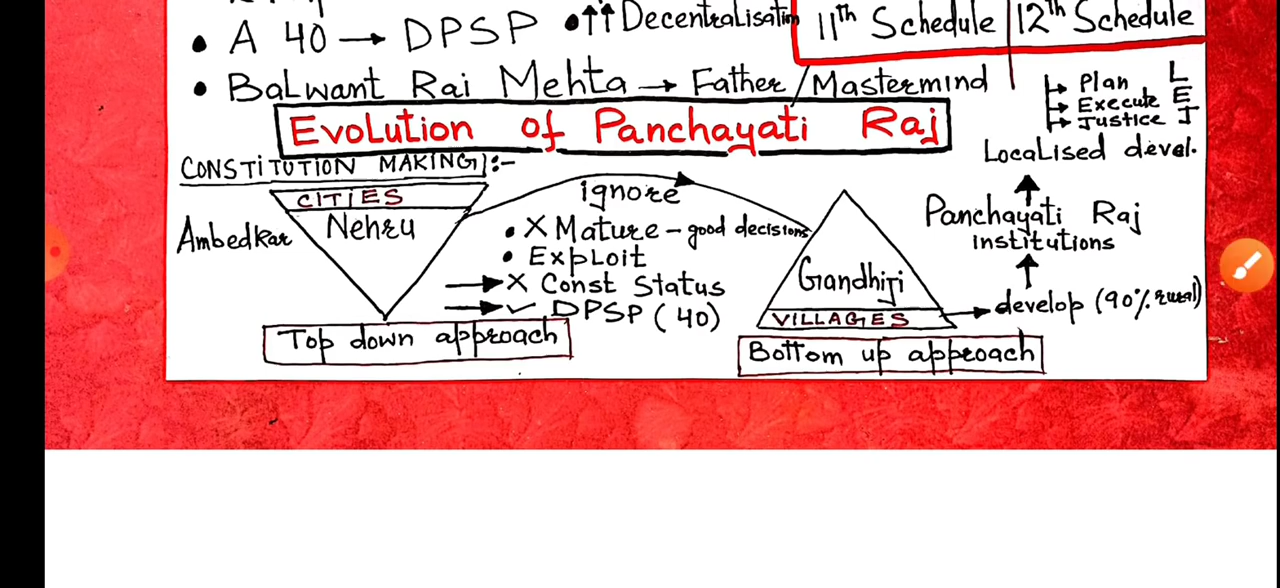 • A 40 → DPSP • ↑↑ Decentralisation
11th Schedule | 12th Schedule
• Balwant Rai Mehta → Father / Mastermind
→ Plan L
→ Execute E
→ Justice J
Evolution of Panchayati Raj
Localised devel.
CONSTITUTION MAKING :-
CITIES
Nehru
Ambedkar
ignore
• X Mature - good decisions
• Exploit
→ X Const Status
→ ✓ DPSP (40)
Top down approach
Gandhiji
VILLAGES
Bottom up approach
Panchayati Raj
institutions
develop (90% rural)